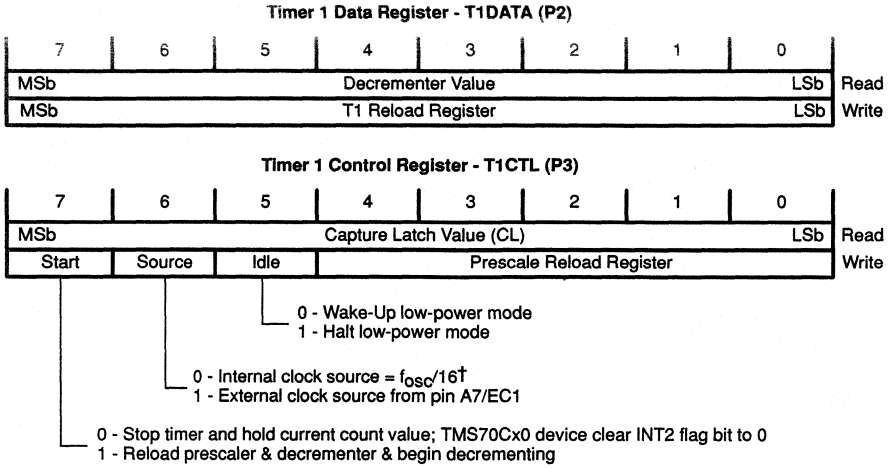 Timer 1 Data Register - T1DATA (P2)
7 6 5 4 3 2 1 0
MSb Decrementer Value LSb Read
MSb T1 Reload Register LSb Write
Timer 1 Control Register - T1CTL (P3)
7 6 5 4 3 2 1 0
MSb Capture Latch Value (CL) LSb Read
Start Source Idle Prescale Reload Register Write
0 - Wake-Up low-power mode
1 - Halt low-power mode
0 - Internal clock source = fosc/16†
1 - External clock source from pin A7/EC1
0 - Stop timer and hold current count value; TMS70Cx0 device clear INT2 flag bit to 0
1 - Reload prescaler & decrementer & begin decrementing